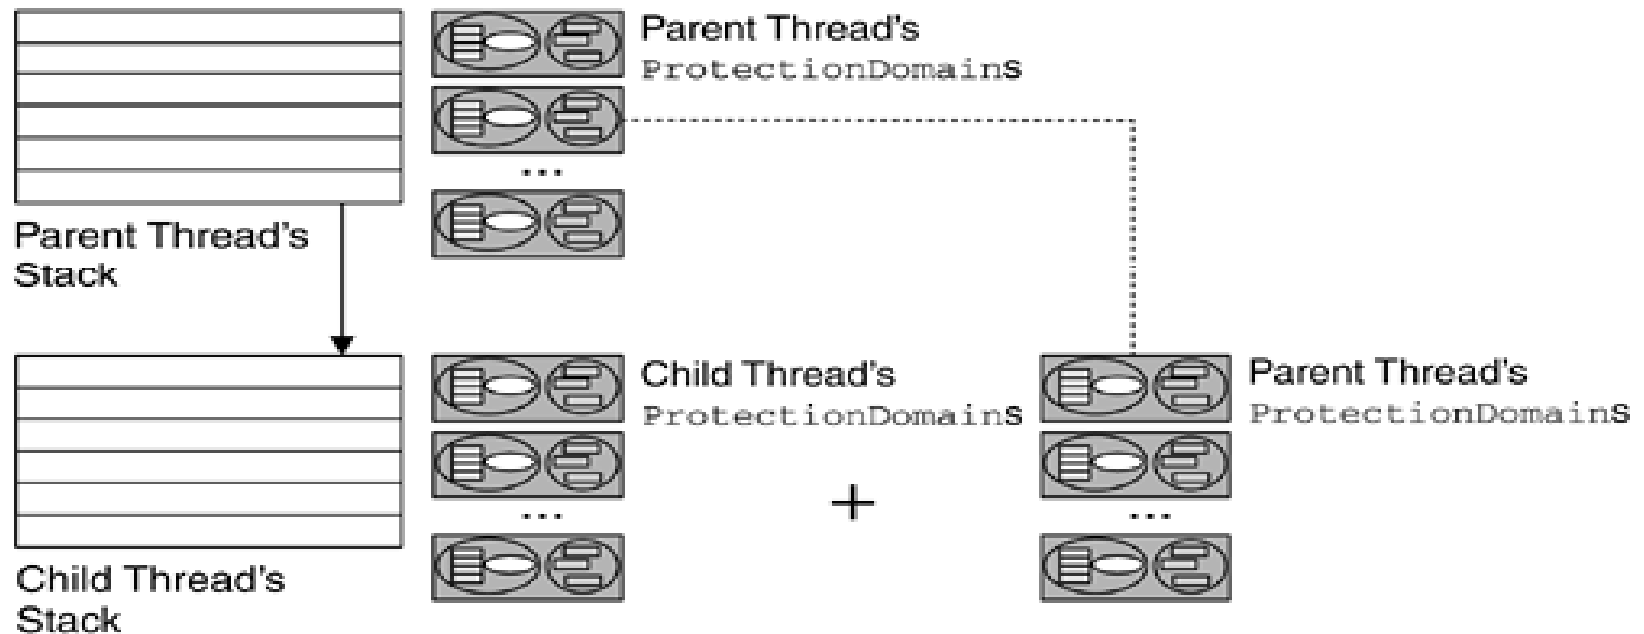 Parent Thread's
ProtectionDomains
...
Parent Thread's
Stack
Child Thread's
ProtectionDomains
Parent Thread's
ProtectionDomains
+
...
...
Child Thread's
Stack